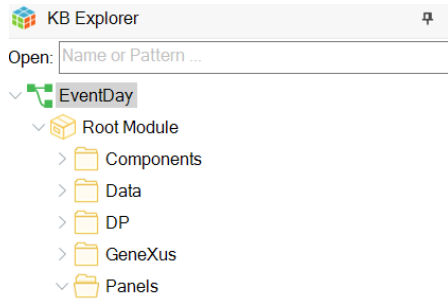 KB Explorer
Open: Name or Pattern ...
EventDay
Root Module
Components
Data
DP
GeneXus
Panels